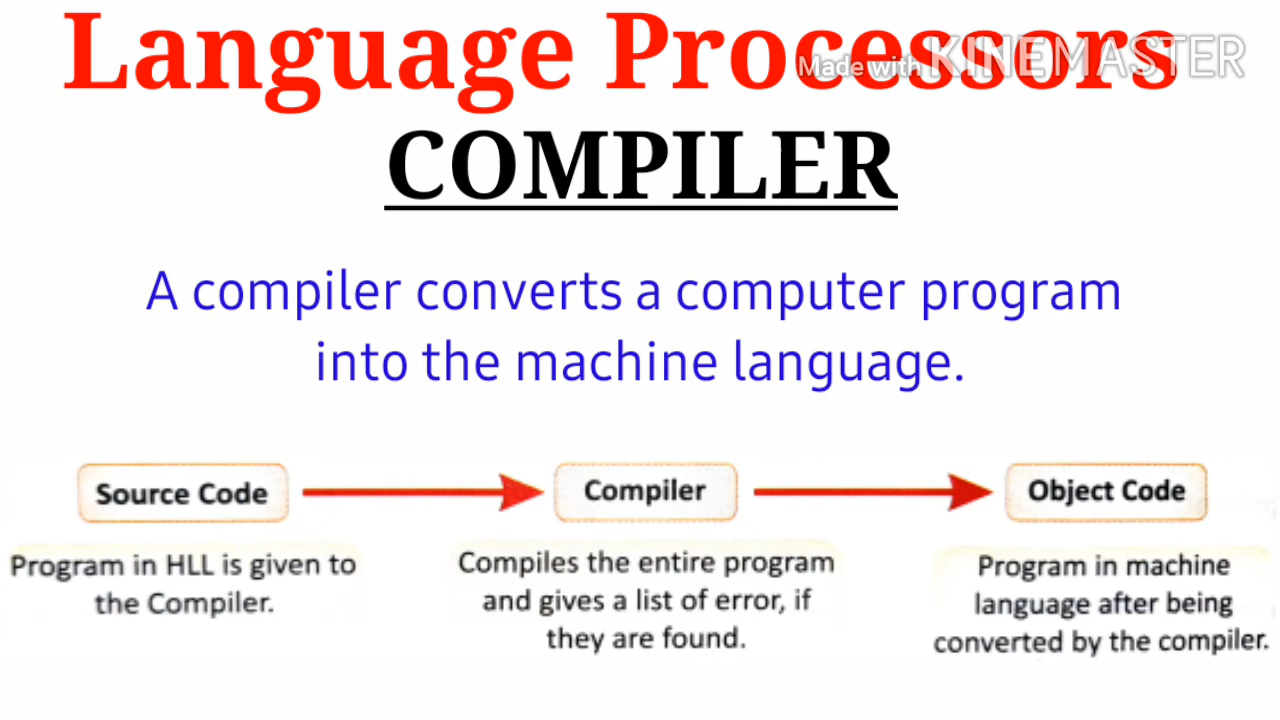 Language Processors
Made with KINEMASTER
COMPILER
A compiler converts a computer program
into the machine language.
Source Code
Compiler
Object Code
Program in HLL is given to
the Compiler.
Compiles the entire program
and gives a list of error, if
they are found.
Program in machine
language after being
converted by the compiler.